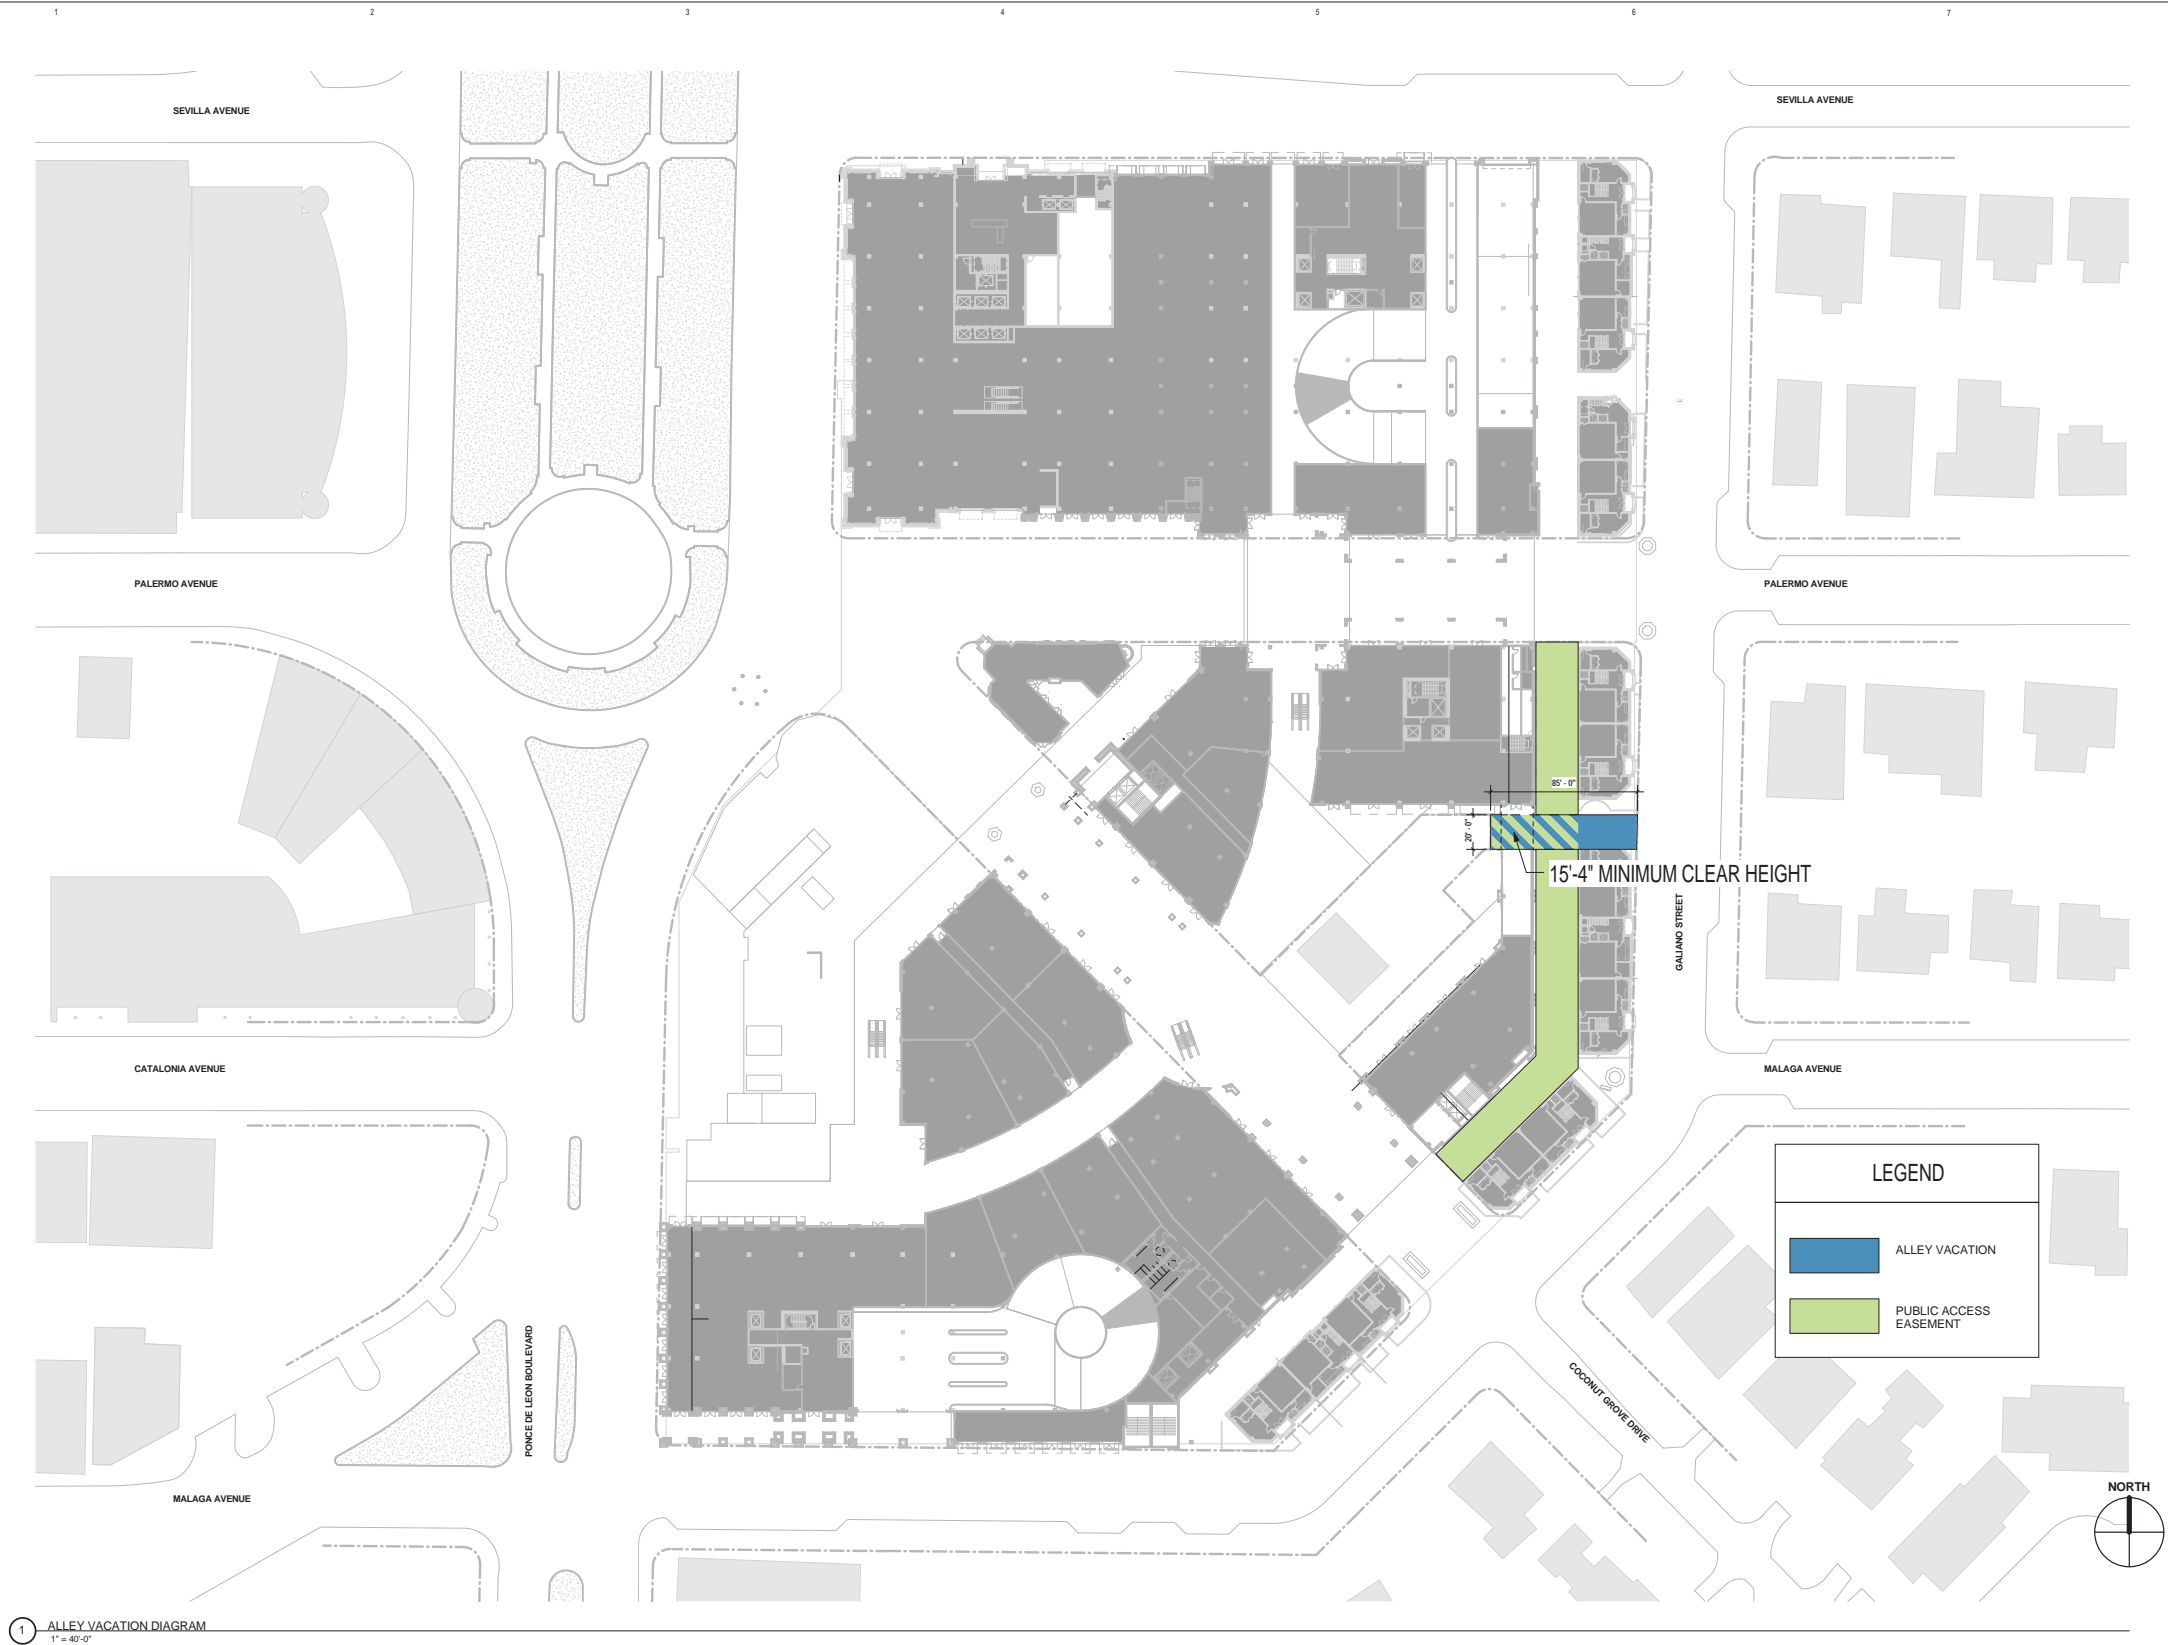 1 2 3 4 5 6 7
SEVILLA AVENUE
SEVILLA AVENUE
PALERMO AVENUE
PALERMO AVENUE
85' - 0"
20' - 0"
15'-4" MINIMUM CLEAR HEIGHT
GALIANO STREET
CATALONIA AVENUE
MALAGA AVENUE
LEGEND
ALLEY VACATION
PUBLIC ACCESS
EASEMENT
PONCE DE LEON BOULEVARD
COCONUT GROVE DRIVE
MALAGA AVENUE
NORTH
1 ALLEY VACATION DIAGRAM
1" = 40'-0"